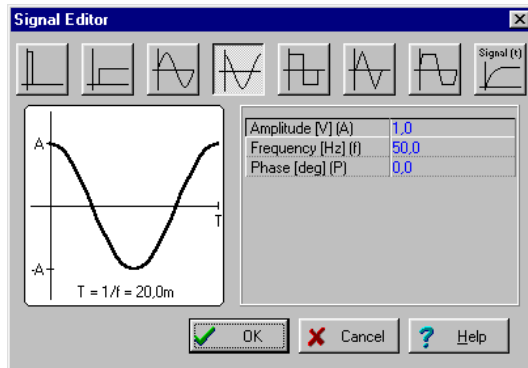 Signal Editor
Signal (t)
A
T
-A
T = 1/f = 20,0m
Amplitude [V] (A) 1,0
Frequency [Hz] (f) 50,0
Phase [deg] (P) 0,0
OK Cancel Help